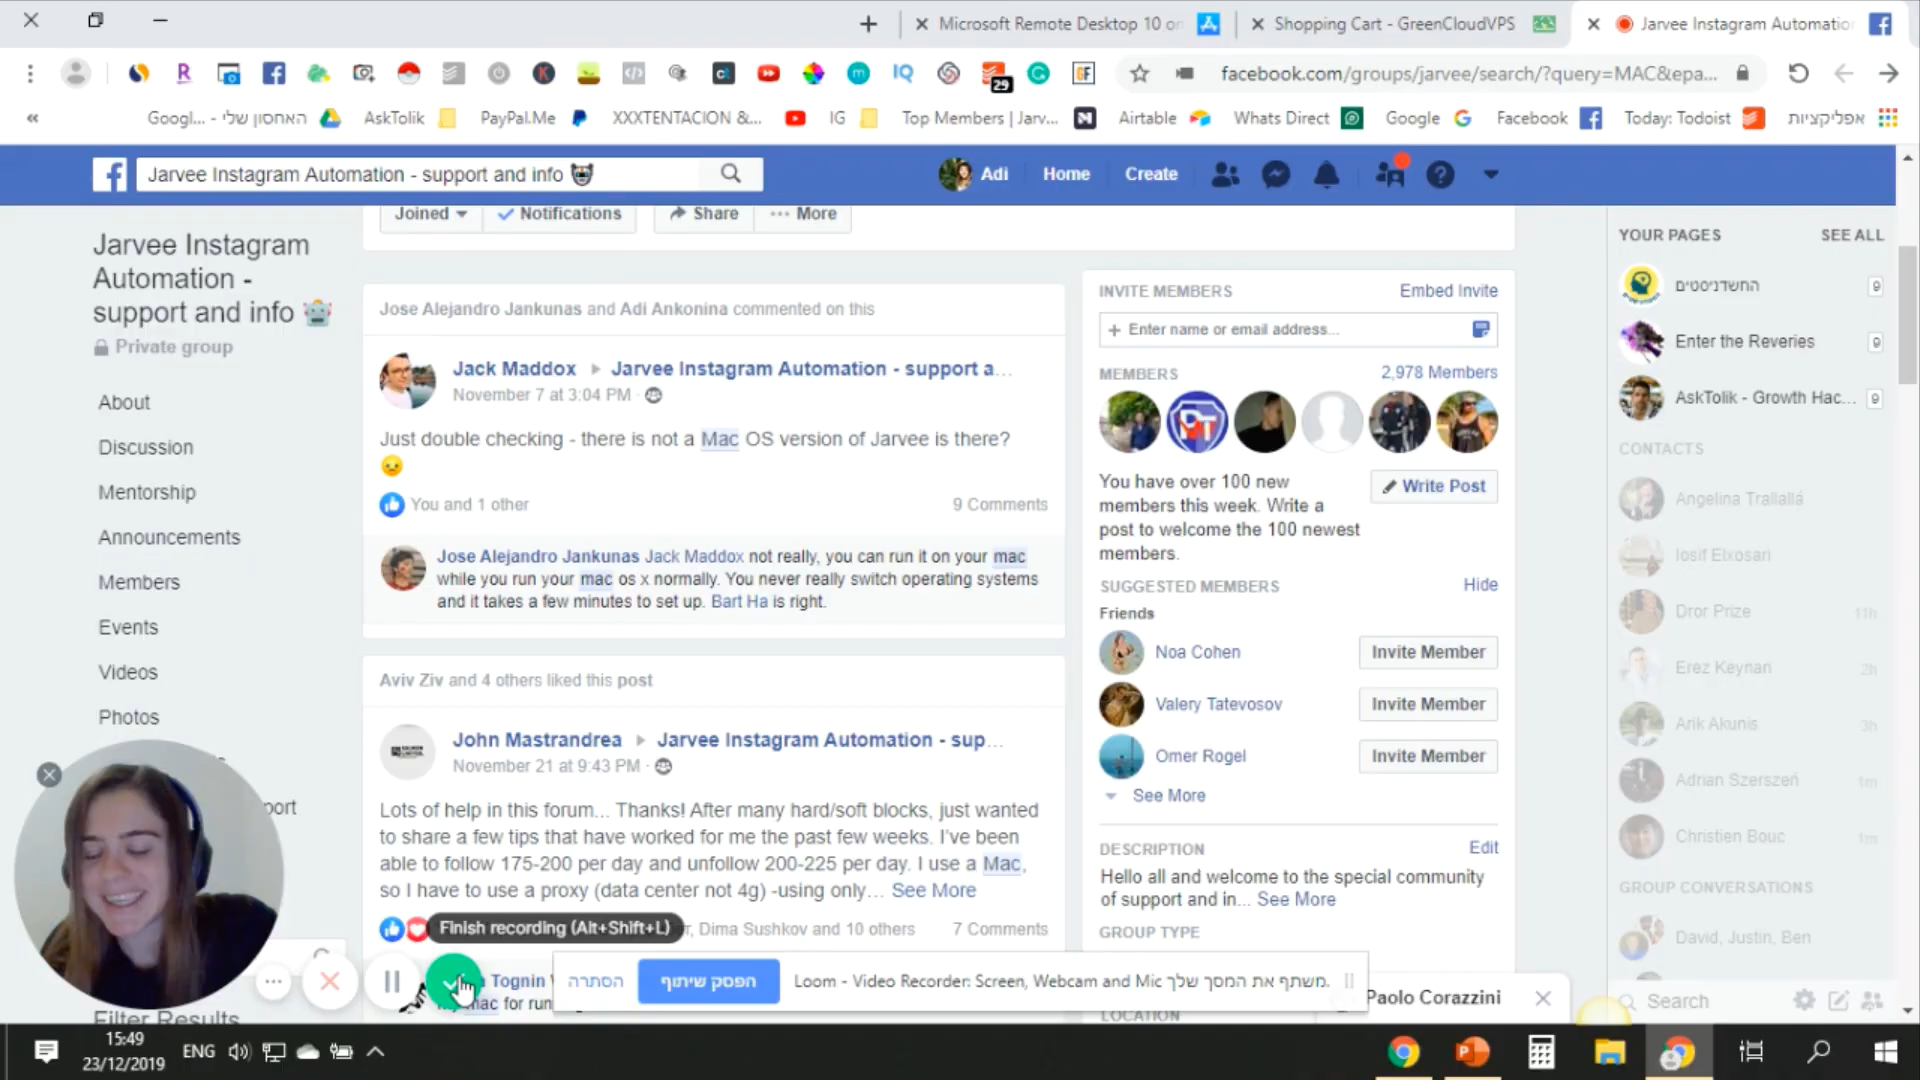 Microsoft Remote Desktop 10 on
Shopping Cart - GreenCloudVPS
Jarvee Instagram Automation
29
facebook.com/groups/jarvee/search/?query=MAC&epa...
Googl... - האחסון שלי
AskTolik
PayPal.Me
XXXTENTACION &...
IG
Top Members | Jarv...
Airtable
Whats Direct
Google
Facebook
Today: Todoist
אפליקציות
Jarvee Instagram Automation - support and info
Adi
Home
Create
Joined
Notifications
Share
More
Jarvee Instagram
Automation -
support and info
Private group
About
Discussion
Mentorship
Announcements
Members
Events
Videos
Photos
Filter Results
Jose Alejandro Jankunas and Adi Ankonina commented on this
Jack Maddox ▸ Jarvee Instagram Automation - support a...
November 7 at 3:04 PM ·
Just double checking - there is not a Mac OS version of Jarvee is there?
You and 1 other
9 Comments
Jose Alejandro Jankunas Jack Maddox not really, you can run it on your mac
while you run your mac os x normally. You never really switch operating systems
and it takes a few minutes to set up. Bart Ha is right.
Aviv Ziv and 4 others liked this post
John Mastrandrea ▸ Jarvee Instagram Automation - sup...
November 21 at 9:43 PM ·
Lots of help in this forum... Thanks! After many hard/soft blocks, just wanted
to share a few tips that have worked for me the past few weeks. I've been
able to follow 175-200 per day and unfollow 200-225 per day. I use a Mac,
so I have to use a proxy (data center not 4g) -using only... See More
Finish recording (Alt+Shift+L)
, Dima Sushkov and 10 others
7 Comments
Tognin
mac for run
הסתרה
הפסק שיתוף
Loom - Video Recorder: Screen, Webcam and Mic משתף את המסך שלך.
INVITE MEMBERS
Embed Invite
+ Enter name or email address...
MEMBERS
2,978 Members
You have over 100 new
members this week. Write a
post to welcome the 100 newest
members.
Write Post
SUGGESTED MEMBERS
Hide
Friends
Noa Cohen
Invite Member
Valery Tatevosov
Invite Member
Omer Rogel
Invite Member
See More
DESCRIPTION
Edit
Hello all and welcome to the special community
of support and in... See More
GROUP TYPE
LOCATION
Paolo Corazzini
YOUR PAGES
SEE ALL
החשדניסטים
9
Enter the Reveries
9
AskTolik - Growth Hac...
9
CONTACTS
Angelina Trallallá
Iosif Elxosari
Dror Prize
11h
Erez Keynan
2h
Arik Akunis
3h
Adrian Szerszeń
1m
Christien Bouc
1m
GROUP CONVERSATIONS
David, Justin, Ben
Search
15:49
23/12/2019
ENG